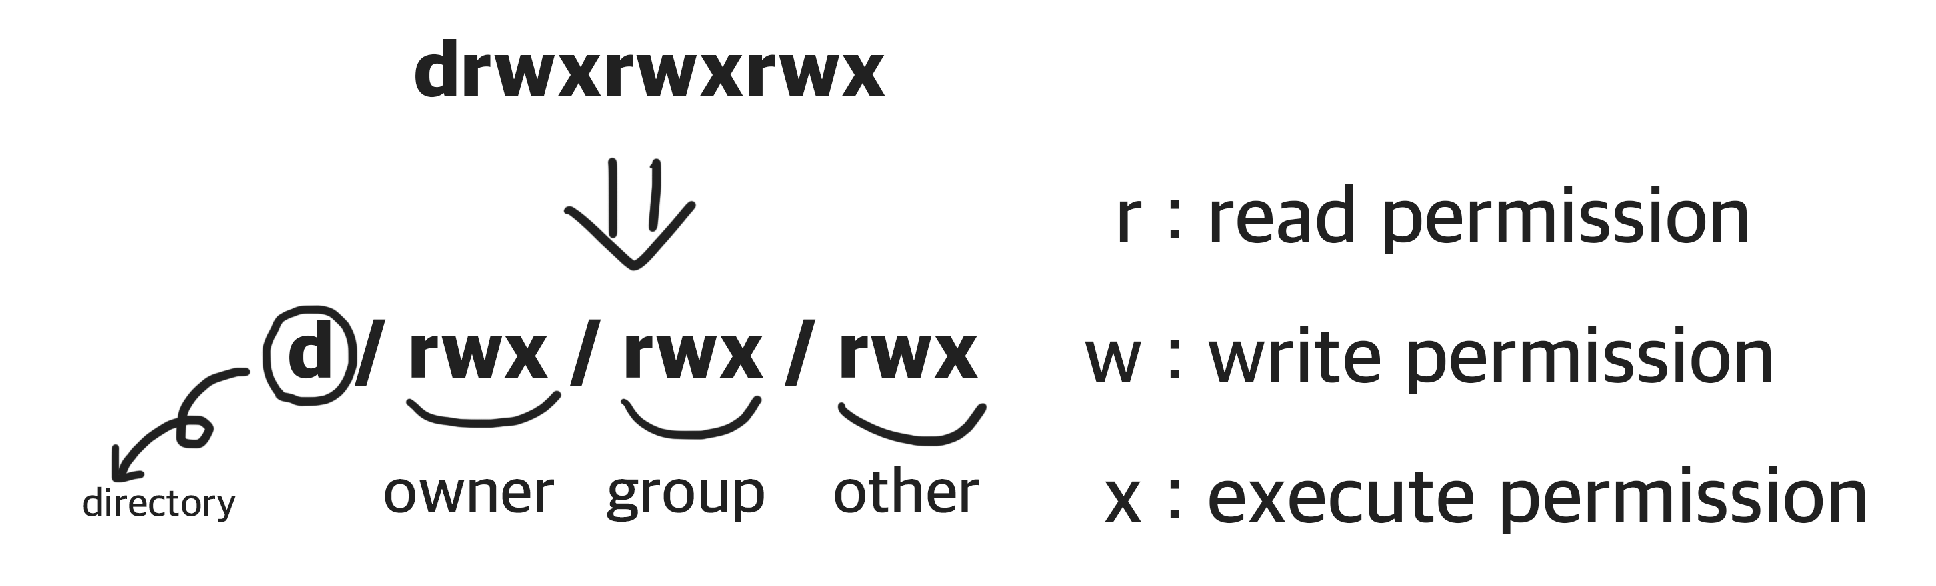 drwxrwxrwx
d / rwx / rwx / rwx
directory
owner group other
r : read permission
w : write permission
x : execute permission